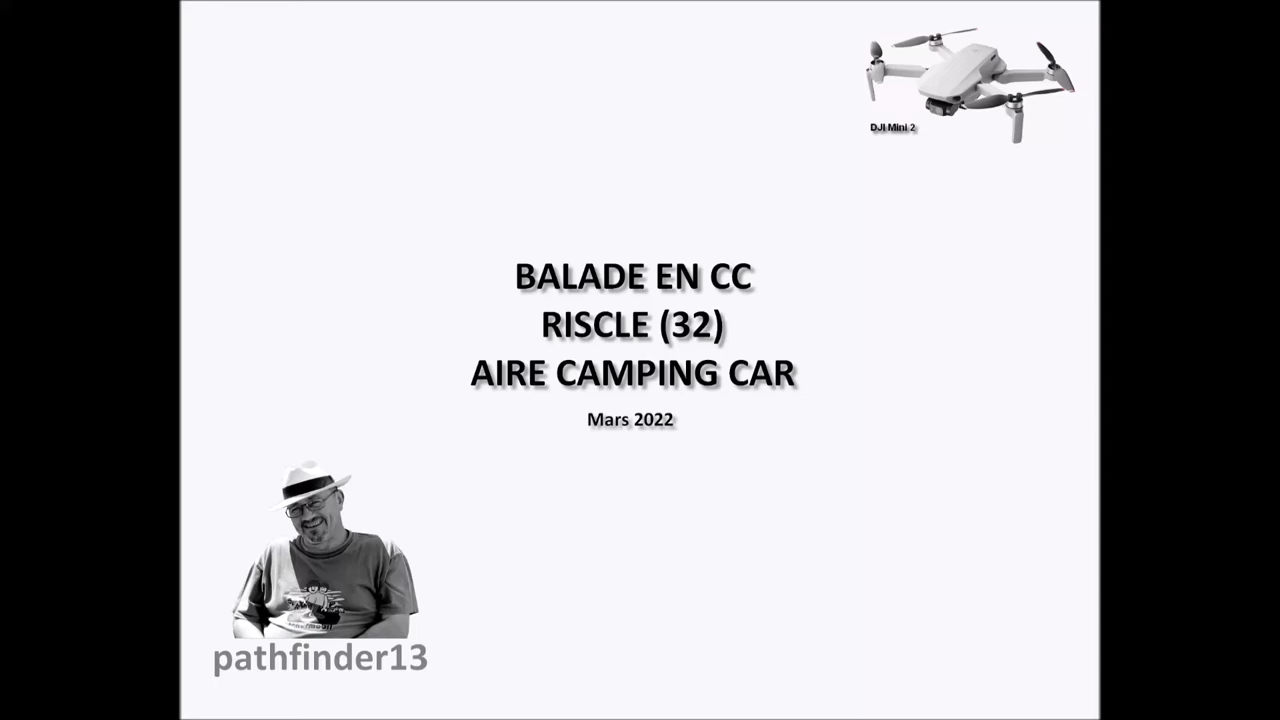 DJI Mini 2
BALADE EN CC
RISCLE (32)
AIRE CAMPING CAR
Mars 2022
pathfinder13